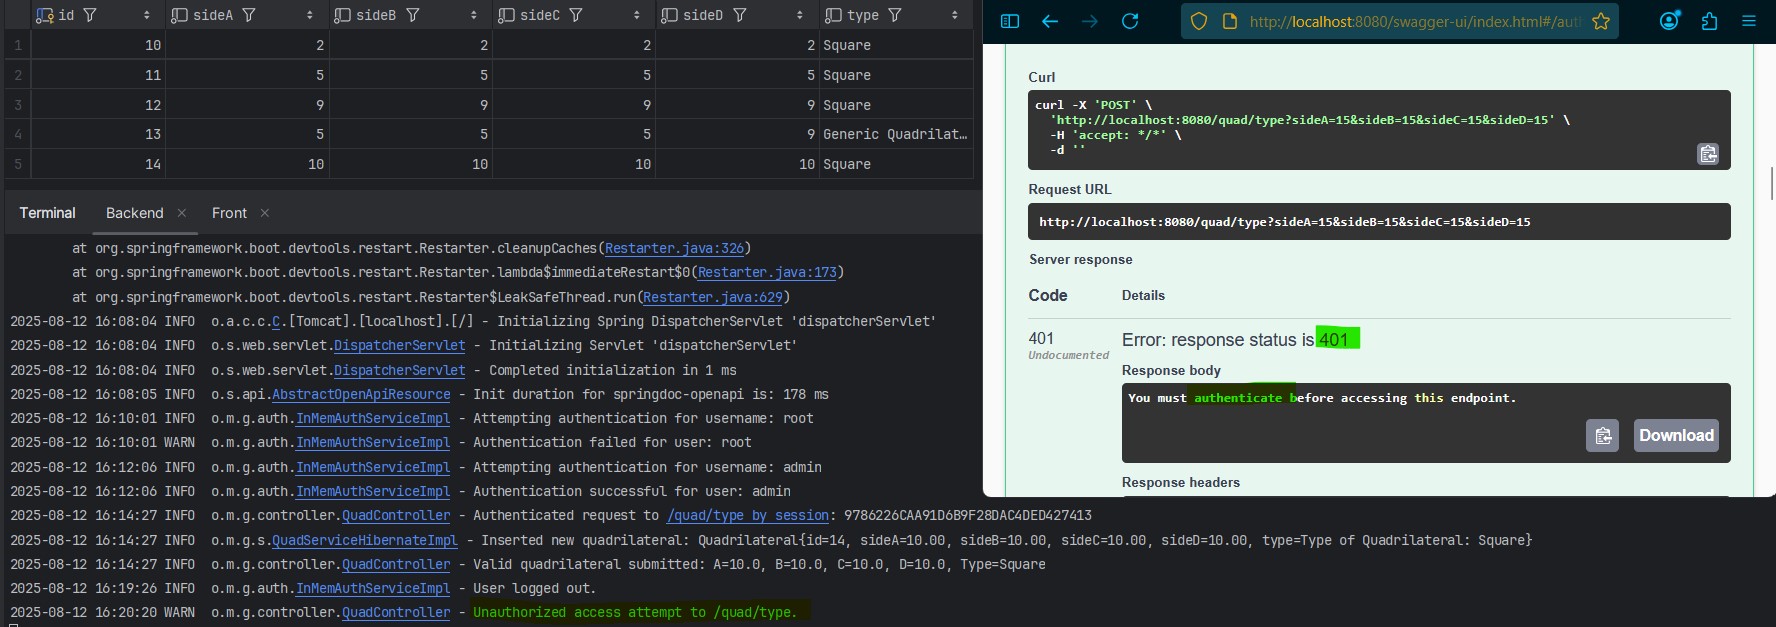 id sideA sideB sideC sideD type
1 10 2 2 2 2 Square
2 11 5 5 5 5 Square
3 12 9 9 9 9 Square
4 13 5 5 5 9 Generic Quadrilat…
5 14 10 10 10 10 Square
Terminal Backend × Front ×
at org.springframework.boot.devtools.restart.Restarter.cleanupCaches(Restarter.java:326)
at org.springframework.boot.devtools.restart.Restarter.lambda$immediateRestart$0(Restarter.java:173)
at org.springframework.boot.devtools.restart.Restarter$LeakSafeThread.run(Restarter.java:629)
2025-08-12 16:08:04 INFO o.a.c.c.C.[Tomcat].[localhost].[/] - Initializing Spring DispatcherServlet 'dispatcherServlet'
2025-08-12 16:08:04 INFO o.s.web.servlet.DispatcherServlet - Initializing Servlet 'dispatcherServlet'
2025-08-12 16:08:04 INFO o.s.web.servlet.DispatcherServlet - Completed initialization in 1 ms
2025-08-12 16:08:05 INFO o.s.api.AbstractOpenApiResource - Init duration for springdoc-openapi is: 178 ms
2025-08-12 16:10:01 INFO o.m.g.auth.InMemAuthServiceImpl - Attempting authentication for username: root
2025-08-12 16:10:01 WARN o.m.g.auth.InMemAuthServiceImpl - Authentication failed for user: root
2025-08-12 16:12:06 INFO o.m.g.auth.InMemAuthServiceImpl - Attempting authentication for username: admin
2025-08-12 16:12:06 INFO o.m.g.auth.InMemAuthServiceImpl - Authentication successful for user: admin
2025-08-12 16:14:27 INFO o.m.g.controller.QuadController - Authenticated request to /quad/type by session: 9786226CAA91D6B9F28DAC4DED427413
2025-08-12 16:14:27 INFO o.m.g.s.QuadServiceHibernateImpl - Inserted new quadrilateral: Quadrilateral{id=14, sideA=10.00, sideB=10.00, sideC=10.00, sideD=10.00, type=Type of Quadrilateral: Square}
2025-08-12 16:14:27 INFO o.m.g.controller.QuadController - Valid quadrilateral submitted: A=10.0, B=10.0, C=10.0, D=10.0, Type=Square
2025-08-12 16:19:26 INFO o.m.g.auth.InMemAuthServiceImpl - User logged out.
2025-08-12 16:20:20 WARN o.m.g.controller.QuadController - Unauthorized access attempt to /quad/type.
http://localhost:8080/swagger-ui/index.html#/aut
Curl
curl -X 'POST' \
'http://localhost:8080/quad/type?sideA=15&sideB=15&sideC=15&sideD=15' \
-H 'accept: */*' \
-d ''
Request URL
http://localhost:8080/quad/type?sideA=15&sideB=15&sideC=15&sideD=15
Server response
Code Details
401 Error: response status is 401
Undocumented
Response body
You must authenticate before accessing this endpoint.
Download
Response headers